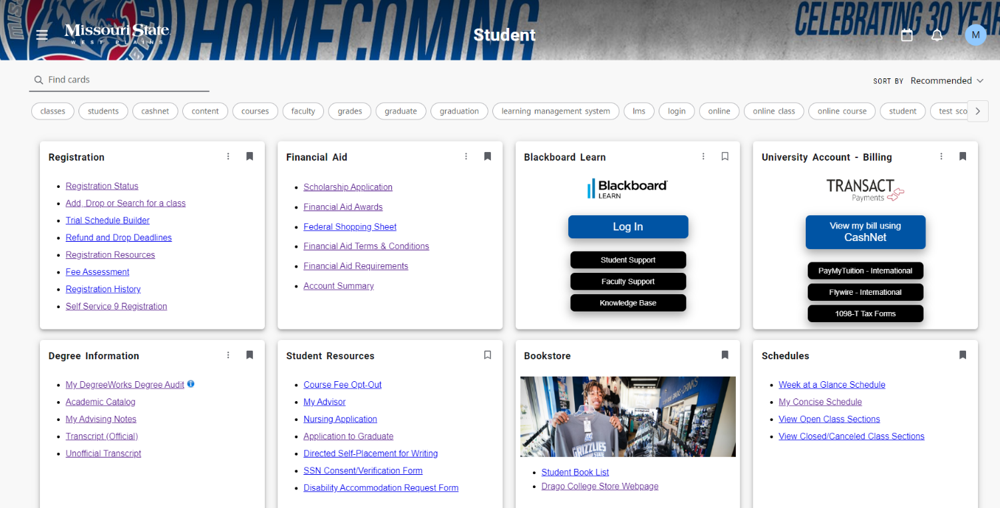 HOMECOMING
CELEBRATING 30 YEAR
Missouri State
WEST PLAINS
Student
M
Find cards
SORT BY Recommended
classes
students
cashnet
content
courses
faculty
grades
graduate
graduation
learning management system
lms
login
online
online class
online course
student
test sco
Registration
Registration Status
Add, Drop or Search for a class
Trial Schedule Builder
Refund and Drop Deadlines
Registration Resources
Fee Assessment
Registration History
Self Service 9 Registration
Financial Aid
Scholarship Application
Financial Aid Awards
Federal Shopping Sheet
Financial Aid Terms & Conditions
Financial Aid Requirements
Account Summary
Blackboard Learn
Blackboard
LEARN
Log In
Student Support
Faculty Support
Knowledge Base
University Account - Billing
TRANSACT
Payments
View my bill using
CashNet
PayMyTuition - International
Flywire - International
1098-T Tax Forms
Degree Information
My DegreeWorks Degree Audit
Academic Catalog
My Advising Notes
Transcript (Official)
Unofficial Transcript
Student Resources
Course Fee Opt-Out
My Advisor
Nursing Application
Application to Graduate
Directed Self-Placement for Writing
SSN Consent/Verification Form
Disability Accommodation Request Form
Bookstore
GRIZZLIES
Student Book List
Drago College Store Webpage
Schedules
Week at a Glance Schedule
My Concise Schedule
View Open Class Sections
View Closed/Canceled Class Sections